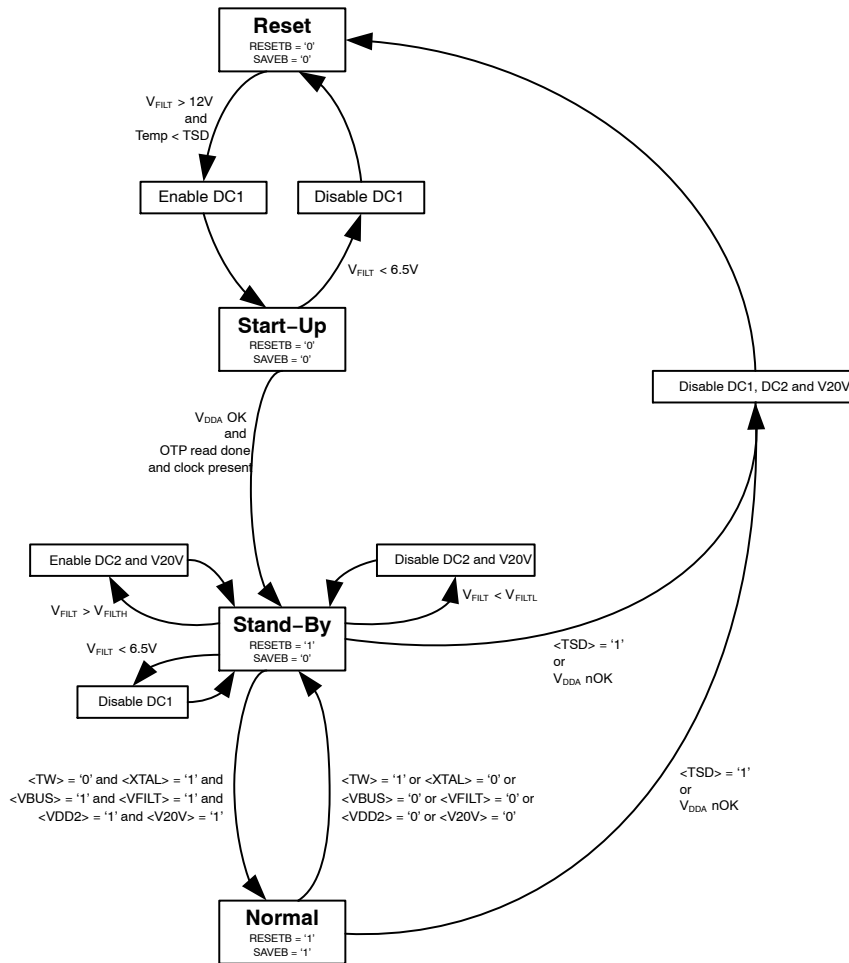 Reset
RESETB = ‘0’
SAVEB = ‘0’
VFILT > 12V
and
Temp < TSD
Enable DC1
Disable DC1
VFILT < 6.5V
Start–Up
RESETB = ‘0’
SAVEB = ‘0’
Disable DC1, DC2 and V20V
VDDA OK
and
OTP read done
and clock present
Enable DC2 and V20V
Disable DC2 and V20V
VFILT > VFILTH
VFILT < VFILTL
Stand–By
RESETB = ‘1’
SAVEB = ‘0’
VFILT < 6.5V
Disable DC1
<TSD> = ‘1’
or
VDDA nOK
<TW> = ‘0’ and <XTAL> = ‘1’ and
<VBUS> = ‘1’ and <VFILT> = ‘1’ and
<VDD2> = ‘1’ and <V20V> = ‘1’
<TW> = ‘1’ or <XTAL> = ‘0’ or
<VBUS> = ‘0’ or <VFILT> = ‘0’ or
<VDD2> = ‘0’ or <V20V> = ‘0’
<TSD> = ‘1’
or
VDDA nOK
Normal
RESETB = ‘1’
SAVEB = ‘1’